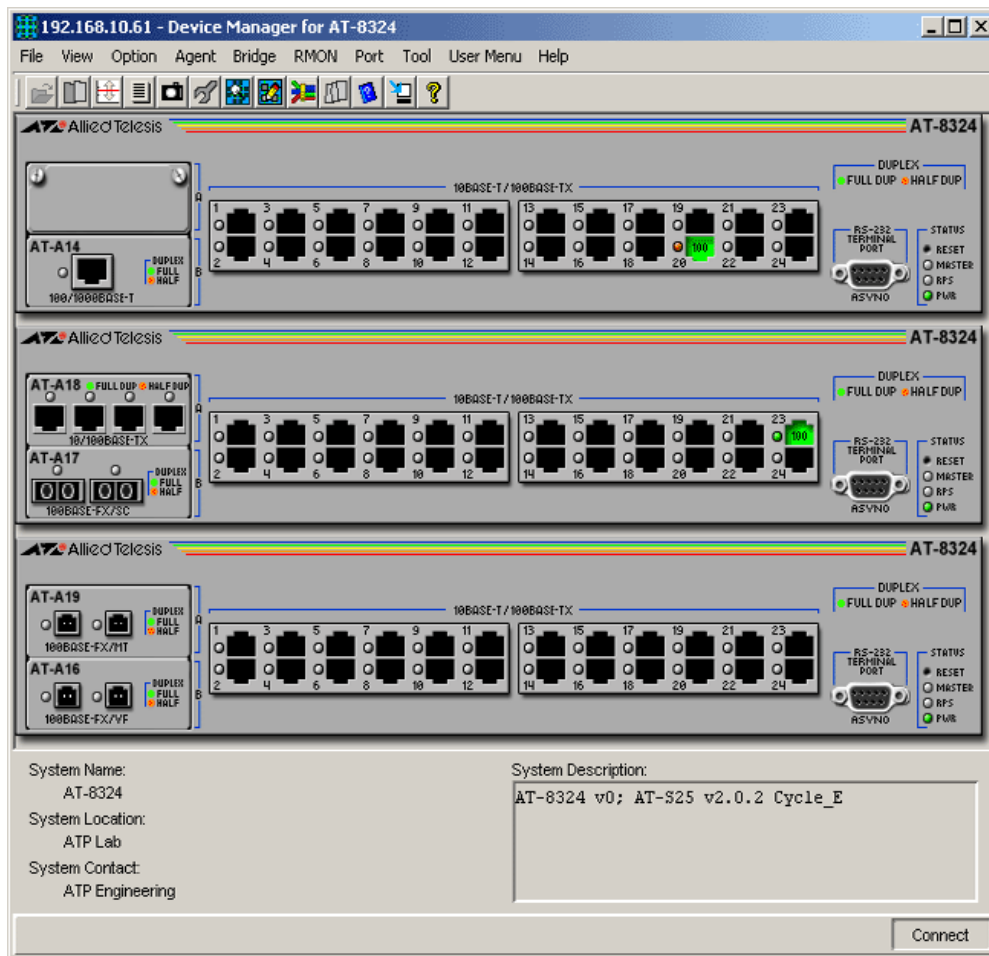 192.168.10.61 - Device Manager for AT-8324
File View Option Agent Bridge RMON Port Tool User Menu Help
Allied Telesis AT-8324
DUPLEX
FULL DUP HALF DUP
10BASE-T/100BASE-TX
A
1 3 5 7 9 11 13 15 17 19 21 23
100
2 4 6 8 10 12 14 16 18 20 22 24
AT-A14
DUPLEX
FULL
HALF
B
100/1000BASE-T
RS-232
TERMINAL
PORT
ASYNO
STATUS
RESET
MASTER
RPS
PWR
Allied Telesis AT-8324
DUPLEX
FULL DUP HALF DUP
AT-A18 FULL DUP HALF DUP
10BASE-T/100BASE-TX
A
1 3 5 7 9 11 13 15 17 19 21 23
100
2 4 6 8 10 12 14 16 18 20 22 24
10/100BASE-TX
AT-A17
DUPLEX
FULL
HALF
B
100BASE-FX/SC
RS-232
TERMINAL
PORT
ASYNO
STATUS
RESET
MASTER
RPS
PWR
Allied Telesis AT-8324
DUPLEX
FULL DUP HALF DUP
AT-A19
10BASE-T/100BASE-TX
DUPLEX
FULL
HALF
A
1 3 5 7 9 11 13 15 17 19 21 23
2 4 6 8 10 12 14 16 18 20 22 24
100BASE-FX/MT
AT-A16
DUPLEX
FULL
HALF
B
100BASE-FX/VF
RS-232
TERMINAL
PORT
ASYNO
STATUS
RESET
MASTER
RPS
PWR
System Name:
AT-8324
System Location:
ATP Lab
System Contact:
ATP Engineering
System Description:
AT-8324 v0; AT-S25 v2.0.2 Cycle_E
Connect